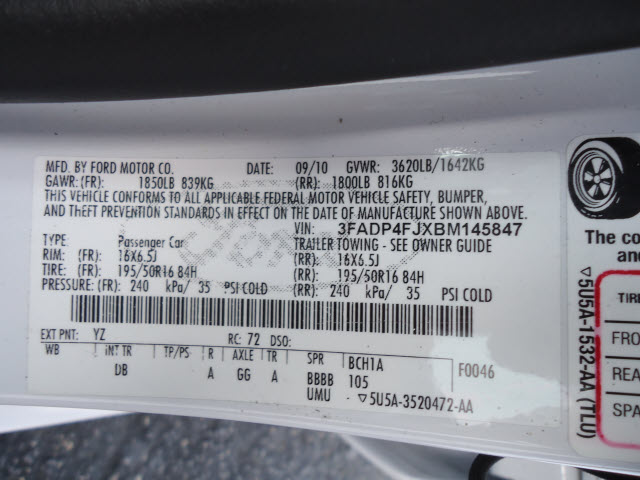 MFD. BY FORD MOTOR CO. DATE: 09/10 GVWR: 3620LB/1642KG
GAWR: (FR): 1850LB 839KG (RR): 1800LB 816KG
THIS VEHICLE CONFORMS TO ALL APPLICABLE FEDERAL MOTOR VEHICLE SAFETY, BUMPER,
AND THEFT PREVENTION STANDARDS IN EFFECT ON THE DATE OF MANUFACTURE SHOWN ABOVE.
VIN: 3FADP4FJXBM145847
TYPE: Passenger Car TRAILER TOWING - SEE OWNER GUIDE
RIM: (FR) 16X6.5J (RR): 16X6.5J
TIRE: (FR) 195/50R16 84H (RR): 195/50R16 84H
PRESSURE: (FR) 240 kPa/ 35 PSI COLD (RR): 240 kPa/ 35 PSI COLD
EXT PNT: YZ RC: 72 DSO:
WB INT TR TP/PS R AXLE TR SPR BCH1A F0046
DB A GG A BBBB 105
UMU ▽5U5A-3520472-AA
The co
and
TIRE
FRO
REA
SPA
▽5U5A-1532-AA (TLU)